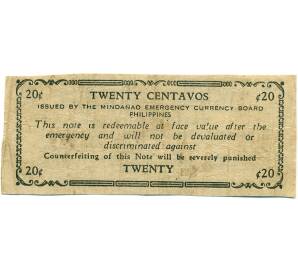 20¢ TWENTY CENTAVOS ¢20
ISSUED BY THE MINDANAO EMERGENCY CURRENCY BOARD
PHILIPPINES
This note is redeemable at face value after the
emergency and will not be devaluated or
discriminated against
Counterfeiting of this Note will be severely punished
20¢ TWENTY ¢20